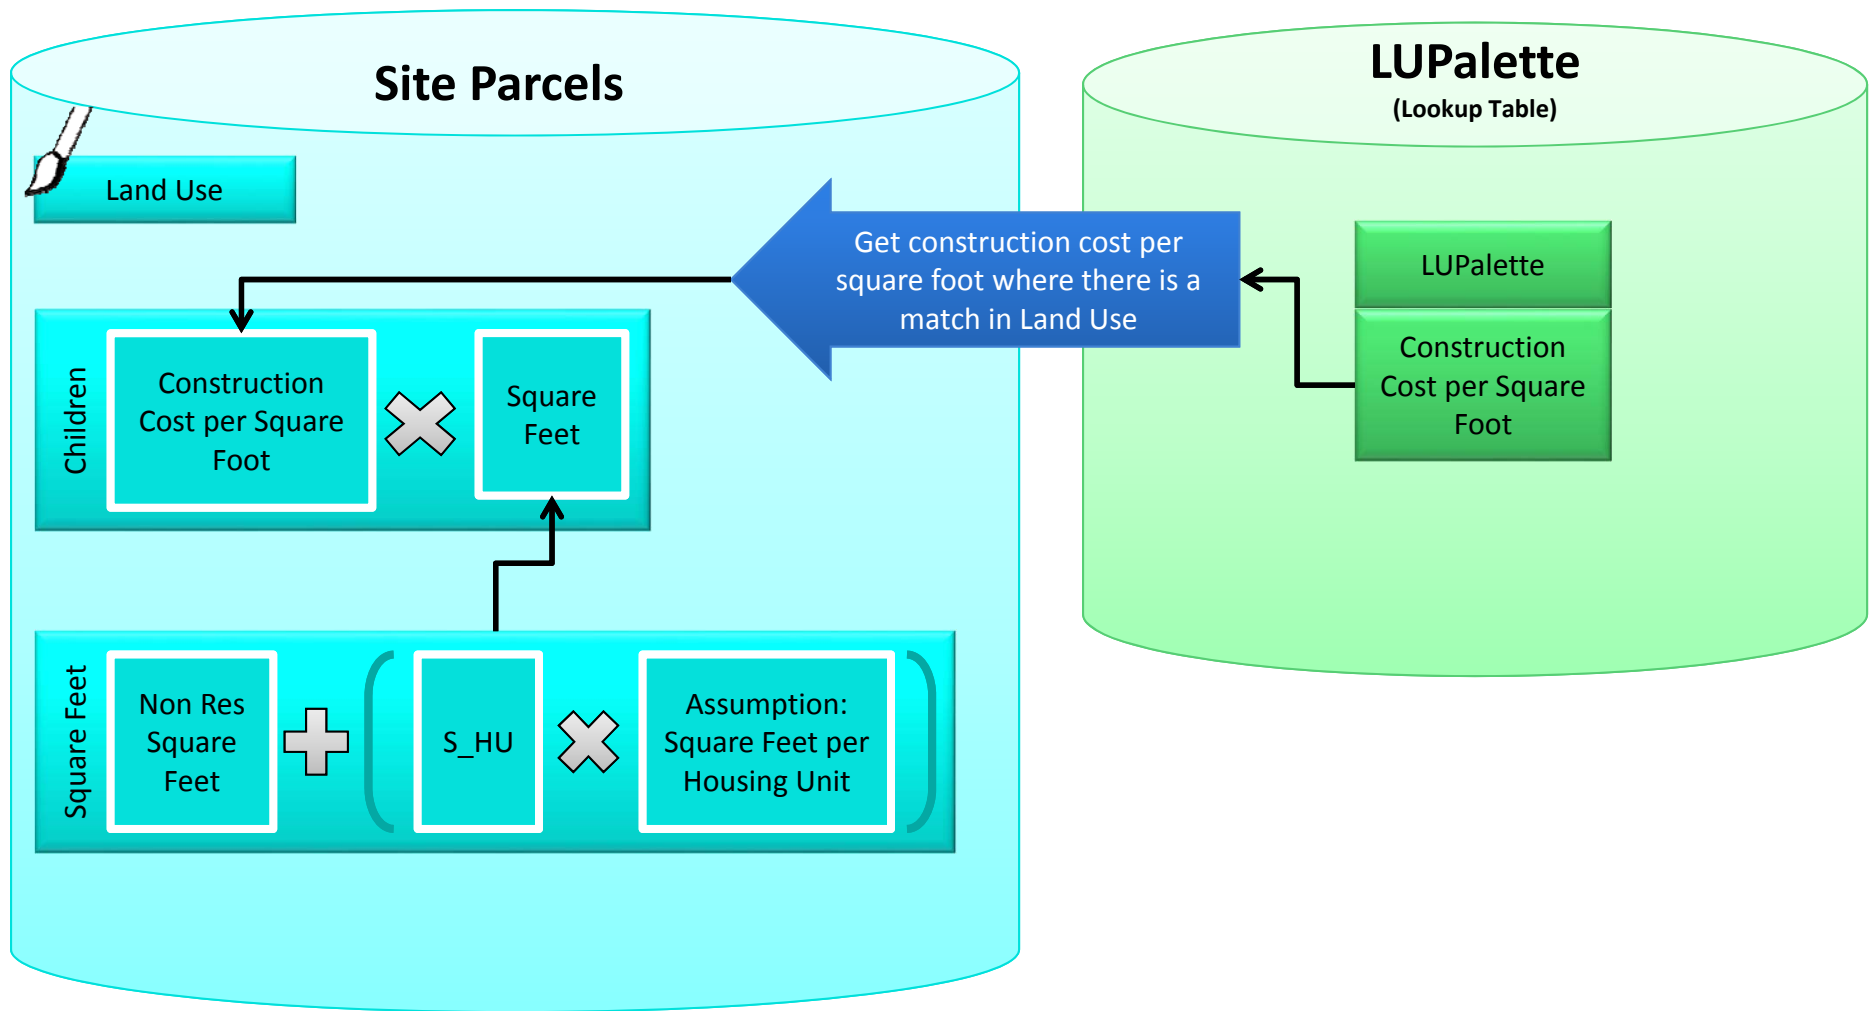 Site Parcels
Land Use
Children
Construction
Cost per Square
Foot
Square
Feet
Square Feet
Non Res
Square
Feet
S_HU
Assumption:
Square Feet per
Housing Unit
Get construction cost per
square foot where there is a
match in Land Use
LUPalette
(Lookup Table)
LUPalette
Construction
Cost per Square
Foot